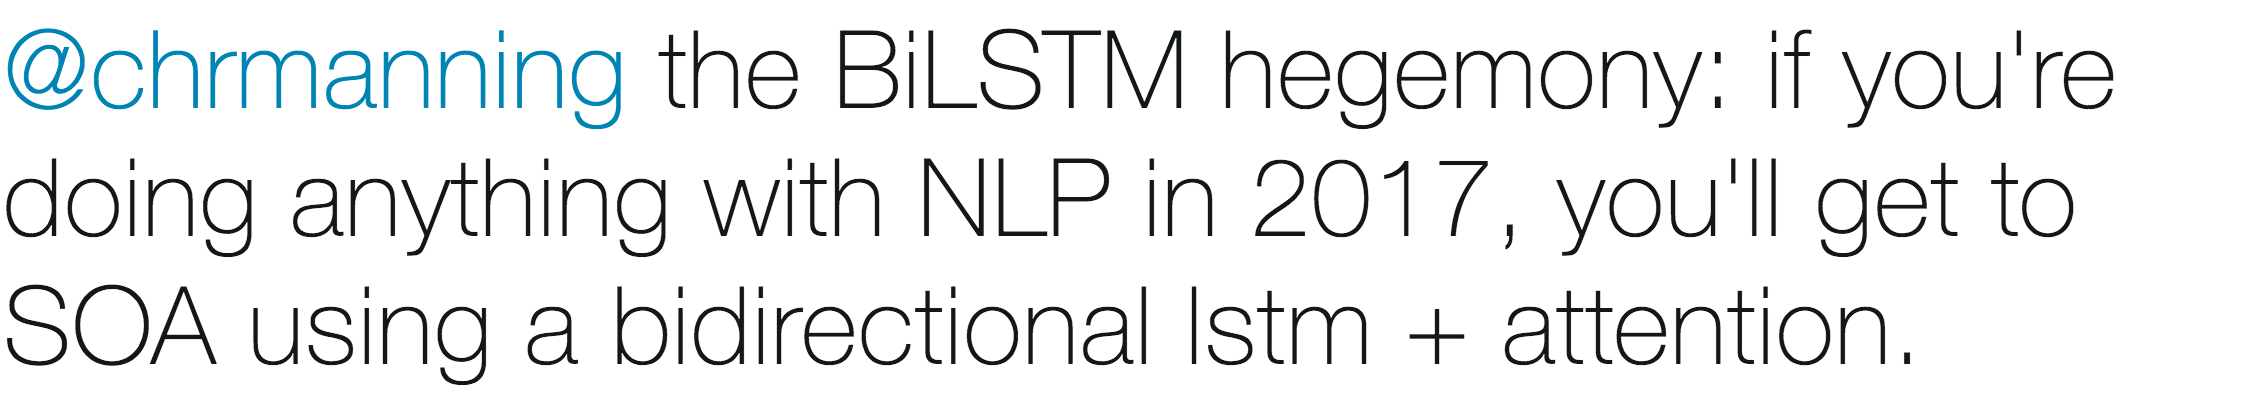 @chrmanning the BiLSTM hegemony: if you're
doing anything with NLP in 2017, you'll get to
SOA using a bidirectional lstm + attention.